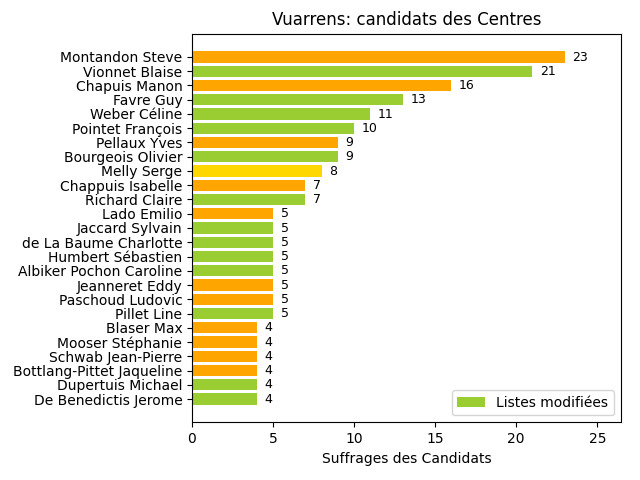 Vuarrens: candidats des Centres
Montandon Steve 23
Vionnet Blaise 21
Chapuis Manon 16
Favre Guy 13
Weber Céline 11
Pointet François 10
Pellaux Yves 9
Bourgeois Olivier 9
Melly Serge 8
Chappuis Isabelle 7
Richard Claire 7
Lado Emilio 5
Jaccard Sylvain 5
de La Baume Charlotte 5
Humbert Sébastien 5
Albiker Pochon Caroline 5
Jeanneret Eddy 5
Paschoud Ludovic 5
Pillet Line 5
Blaser Max 4
Mooser Stéphanie 4
Schwab Jean-Pierre 4
Bottlang-Pittet Jaqueline 4
Dupertuis Michael 4
De Benedictis Jerome 4
Listes modifiées
0 5 10 15 20 25
Suffrages des Candidats